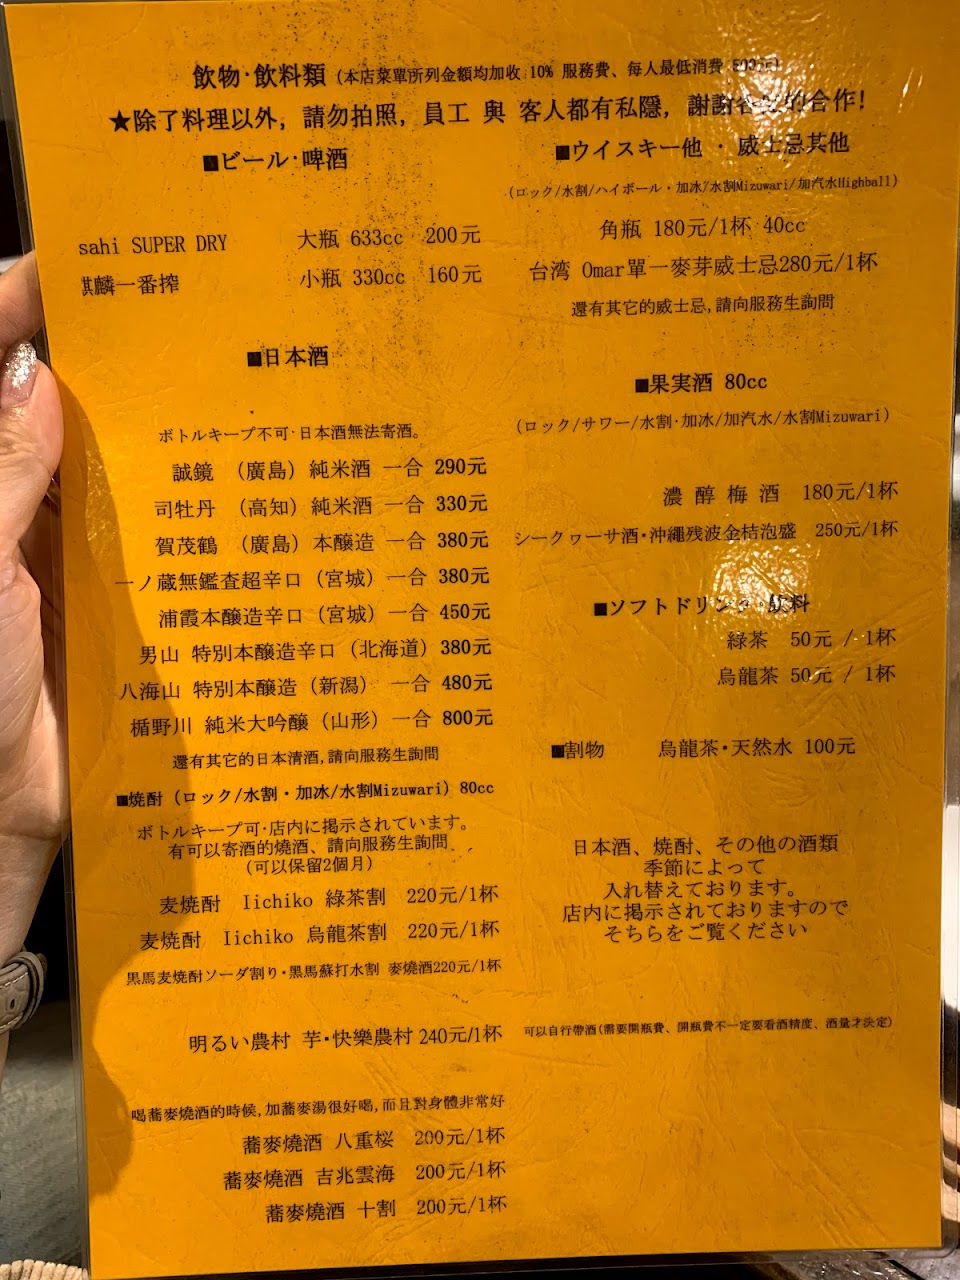 飲物·飲料類 (本店菜單所列金額均加收 10% 服務費、每人最低消費
★除了料理以外, 請勿拍照, 員工 與 客人都有私隱, 謝謝 的合作!
■ビール·啤酒
sahi SUPER DRY 大瓶 633cc 200元
麒麟一番搾 小瓶 330cc 160元
■日本酒
ボトルキープ不可·日本酒無法寄酒。
誠鏡 (廣島) 純米酒 一合 290元
司牡丹 (高知) 純米酒 一合 330元
賀茂鶴 (廣島) 本醸造 一合 380元
一ノ蔵無鑑査超辛口 (宮城) 一合 380元
浦霞本醸造辛口 (宮城) 一合 450元
男山 特別本醸造辛口 (北海道) 380元
八海山 特別本醸造 (新潟) 一合 480元
楯野川 純米大吟醸 (山形) 一合 800元
還有其它的日本清酒,請向服務生詢問
■焼酎 (ロック/水割・加冰/水割Mizuwari) 80cc
ボトルキープ可·店内に掲示されています。
有可以寄酒的燒酒、請向服務生詢問
(可以保留2個月)
麦焼酎 Iichiko 綠茶割 220元/1杯
麦焼酎 Iichiko 烏龍茶割 220元/1杯
黒馬麦焼酎ソーダ割り・黑馬蘇打水割 麥燒酒220元/1杯
明るい農村 芋・快樂農村 240元/1杯
喝蕎麥燒酒的時候,加蕎麥湯很好喝,而且對身體非常好
蕎麥燒酒 八重桜 200元/1杯
蕎麥燒酒 吉兆雲海 200元/1杯
蕎麥燒酒 十割 200元/1杯
■ウイスキー他 · 威士忌其他
(ロック/水割/ハイボール・加冰/水割Mizuwari/加汽水Highball)
角瓶 180元/1杯 40cc
台湾 Omar單一麥芽威士忌280元/1杯
還有其它的威士忌,請向服務生詢問
■果実酒 80cc
(ロック/サワー/水割·加冰/加汽水/水割Mizuwari)
濃 醇 梅 酒 180元/1杯
シークヮーサ酒・沖縄残波金桔泡盛 250元/1杯
■ソフトドリンク·飲料
緑茶 50元 / 1杯
烏龍茶 50元 / 1杯
■割物 烏龍茶・天然水 100元
日本酒、焼酎、その他の酒類
季節によって
入れ替えております。
店内に掲示されておりますので
そちらをご覧ください
可以自行帶酒(需要開瓶費、開瓶費不一定要看酒精度、酒量才決定)